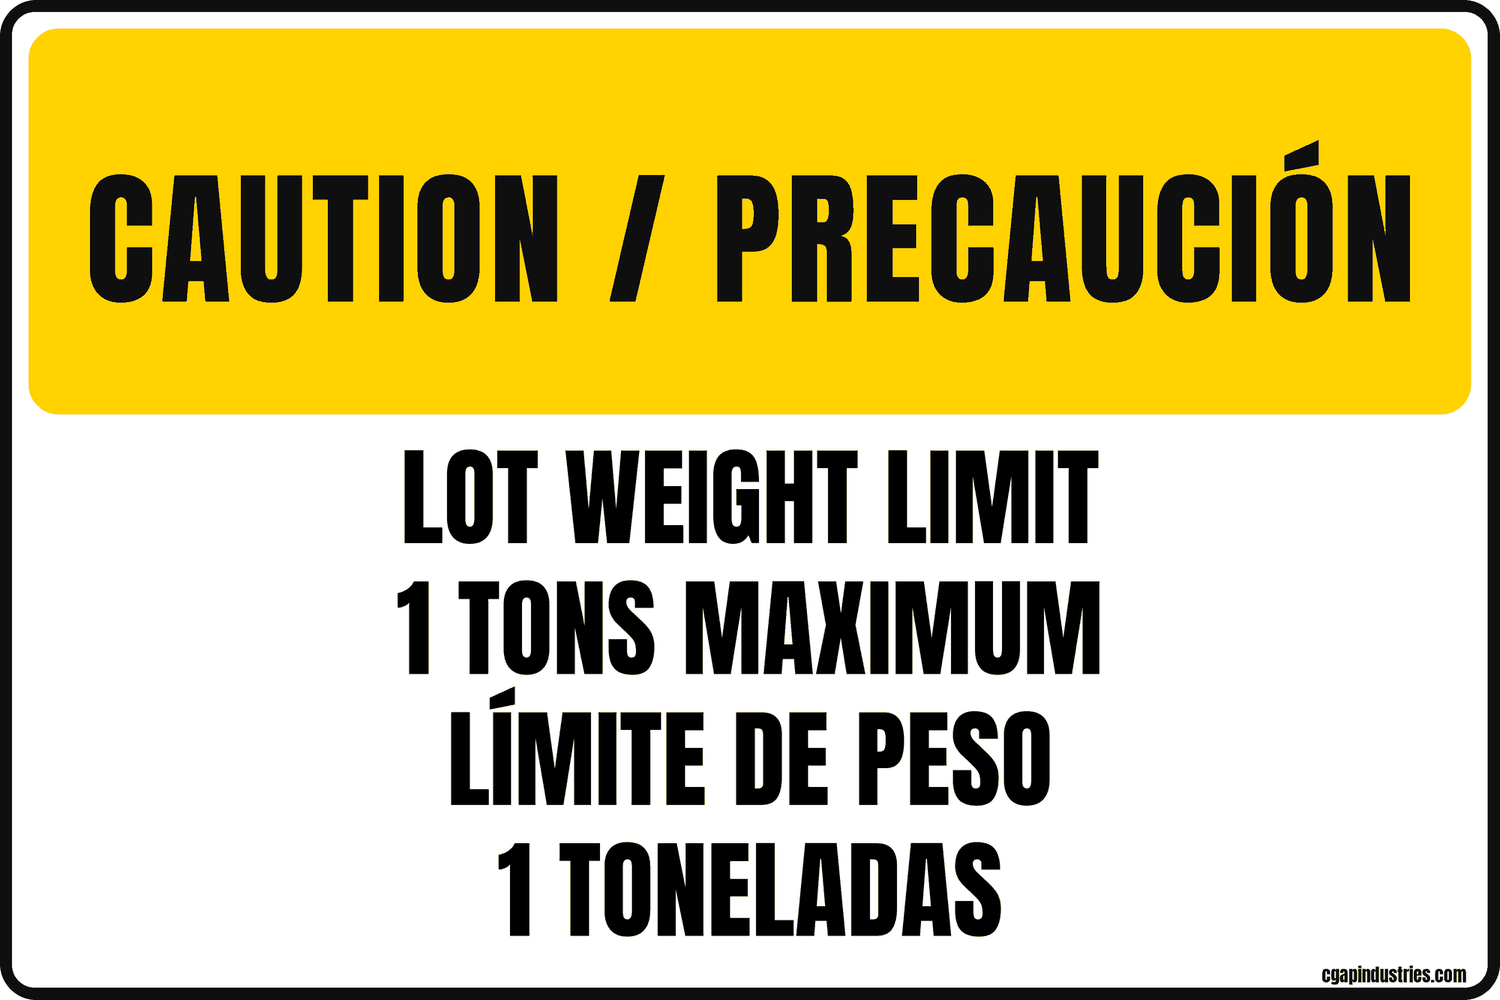 CAUTION / PRECAUCIÓN
LOT WEIGHT LIMIT
1 TONS MAXIMUM
LÍMITE DE PESO
1 TONELADAS
cgapindustries.com